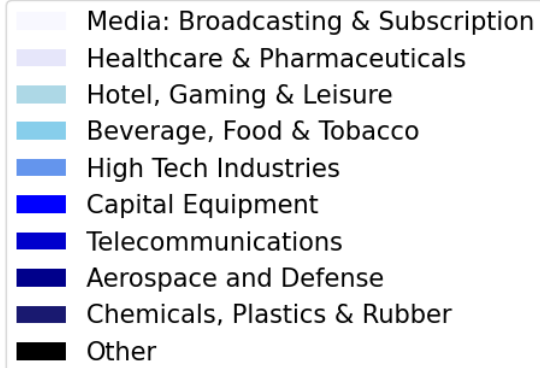 Media: Broadcasting & Subscription
Healthcare & Pharmaceuticals
Hotel, Gaming & Leisure
Beverage, Food & Tobacco
High Tech Industries
Capital Equipment
Telecommunications
Aerospace and Defense
Chemicals, Plastics & Rubber
Other